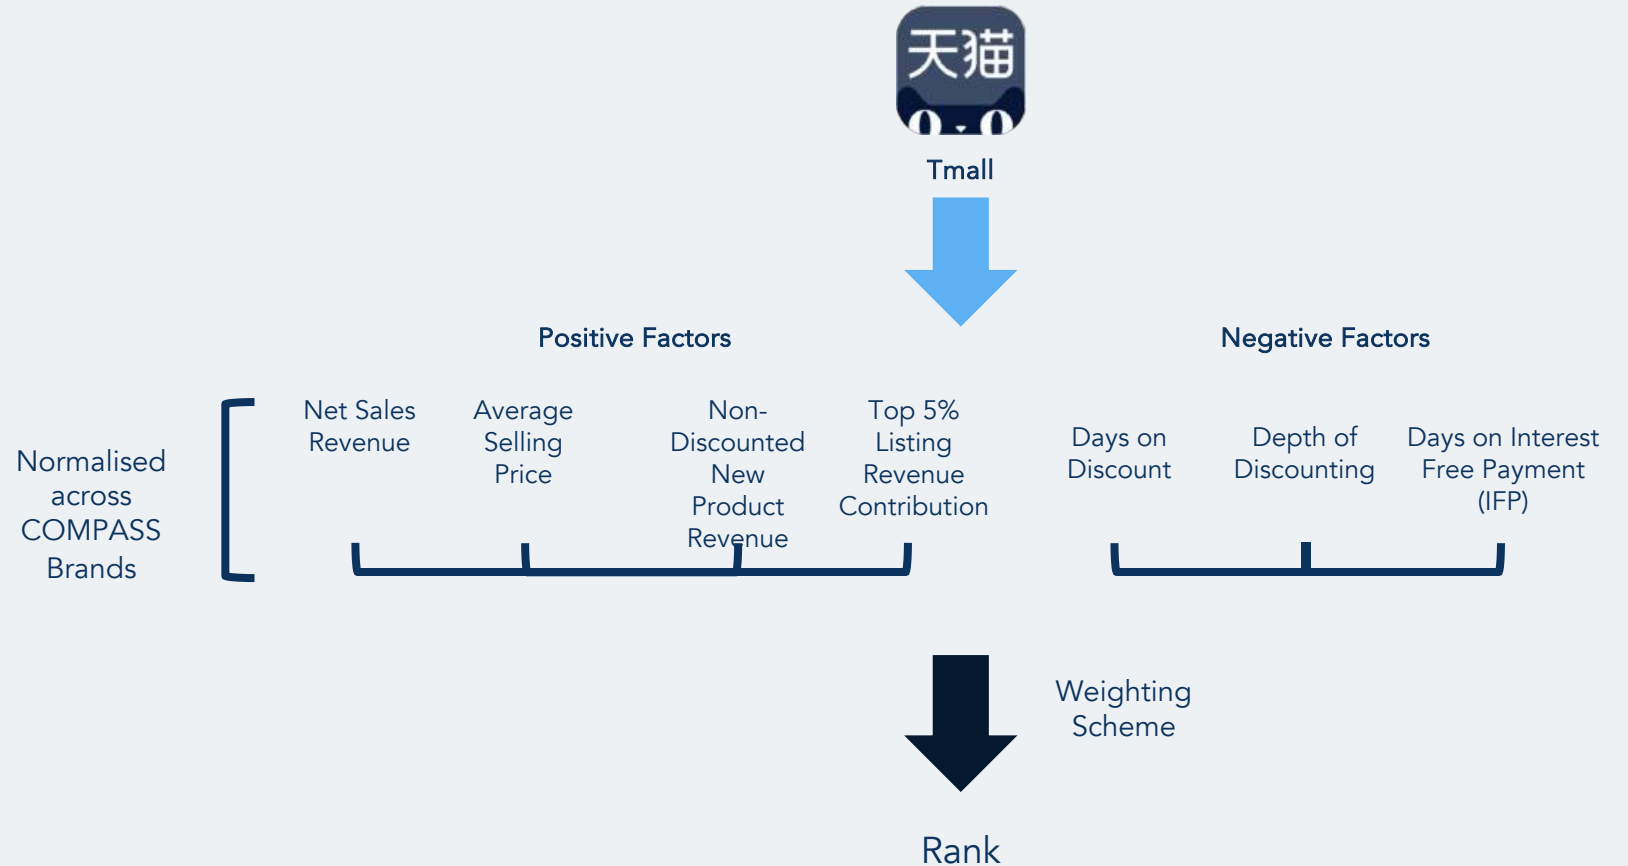 天猫
Tmall
Positive Factors
Negative Factors
Normalised
across
COMPASS
Brands
Net Sales
Revenue
Average
Selling
Price
Non-
Discounted
New
Product
Revenue
Top 5%
Listing
Revenue
Contribution
Days on
Discount
Depth of
Discounting
Days on Interest
Free Payment
(IFP)
Weighting
Scheme
Rank